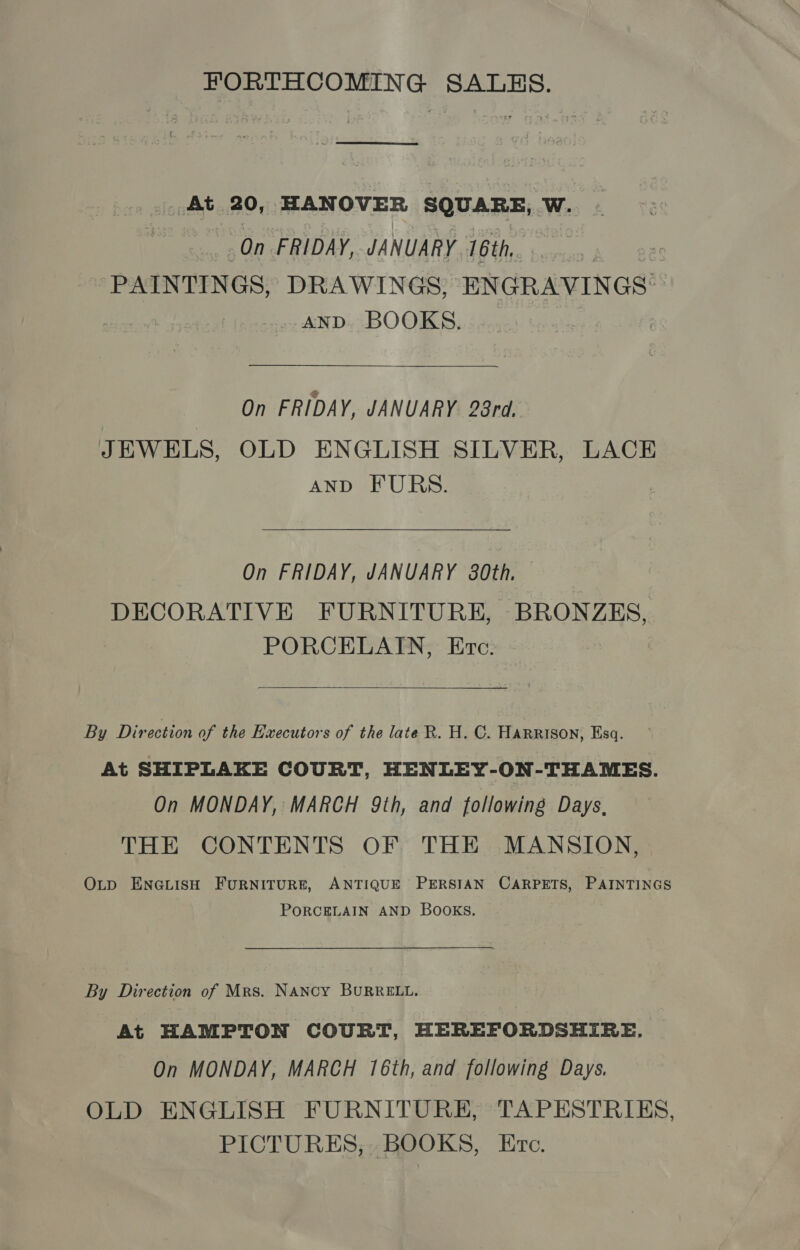 FORTHCOMING SALES.
At 20, HANOVER SQUARE, W.
On FRIDAY, JANUARY 16th.
PAINTINGS, DRAWINGS, ENGRAVINGS
AND BOOKS.
On FRIDAY, JANUARY 23rd.
JEWELS, OLD ENGLISH SILVER, LACE
AND FURS.
On FRIDAY, JANUARY 30th.
DECORATIVE FURNITURE, BRONZES,
PORCELAIN, ETC.
By Direction of the Executors of the late R. H. C. HARRISON, Esq.
At SHIPLAKE COURT, HENLEY-ON-THAMES.
On MONDAY, MARCH 9th, and following Days,
THE CONTENTS OF THE MANSION,
OLD ENGLISH FURNITURE, ANTIQUE PERSIAN CARPETS, PAINTINGS
PORCELAIN AND BOOKS.
By Direction of MRS. NANCY BURRELL.
At HAMPTON COURT, HEREFORDSHIRE.
On MONDAY, MARCH 16th, and following Days.
OLD ENGLISH FURNITURE, TAPESTRIES,
PICTURES, BOOKS, ETC.